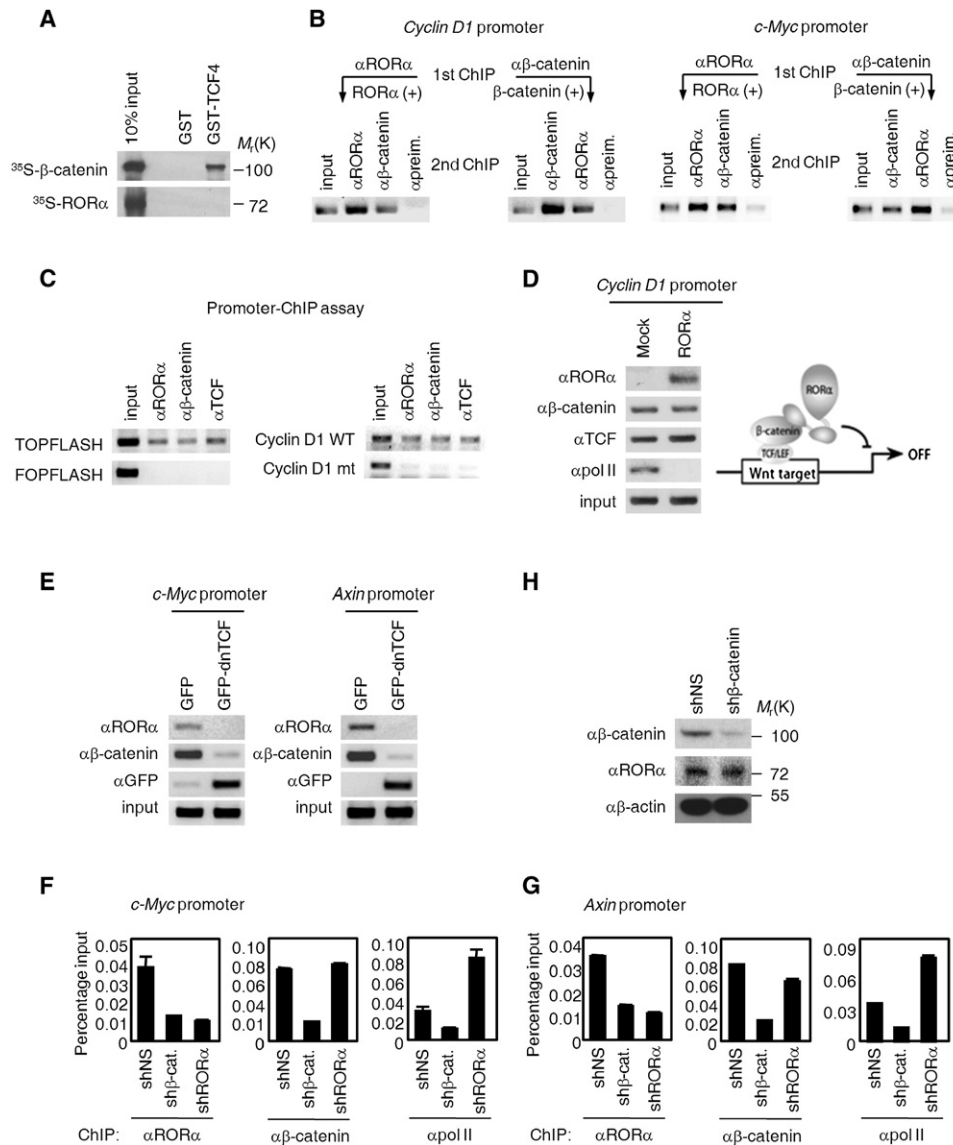 A
10% input
GST
GST-TCF4
Mr(K)
35S-β-catenin
100
35S-RORα
72
B
Cyclin D1 promoter
αRORα
1st ChIP
αβ-catenin
RORα (+)
β-catenin (+)
2nd ChIP
input
αRORα
αβ-catenin
αpreim.
input
αβ-catenin
αRORα
αpreim.
c-Myc promoter
αRORα
1st ChIP
αβ-catenin
RORα (+)
β-catenin (+)
2nd ChIP
input
αRORα
αβ-catenin
αpreim.
input
αβ-catenin
αRORα
αpreim.
C
Promoter-ChIP assay
input
αRORα
αβ-catenin
αTCF
TOPFLASH
FOPFLASH
input
αRORα
αβ-catenin
αTCF
Cyclin D1 WT
Cyclin D1 mt
D
Cyclin D1 promoter
Mock
RORα
αRORα
αβ-catenin
αTCF
αpol II
input
RORα
β-catenin
TCF/LEF
Wnt target
OFF
E
c-Myc promoter
GFP
GFP-dnTCF
αRORα
αβ-catenin
αGFP
input
Axin promoter
GFP
GFP-dnTCF
αRORα
αβ-catenin
αGFP
input
H
shNS
shβ-catenin
Mr(K)
αβ-catenin
100
αRORα
72
55
αβ-actin
F
c-Myc promoter
Percentage input
0.05
0.04
0.03
0.02
0.01
0
0.10
0.08
0.06
0.04
0.02
0
0.10
0.08
0.06
0.04
0.02
0
shNS
shβ-cat.
shRORα
shNS
shβ-cat.
shRORα
shNS
shβ-cat.
shRORα
ChIP:
αRORα
αβ-catenin
αpol II
G
Axin promoter
Percentage input
0.04
0.03
0.02
0.01
0
0.10
0.08
0.06
0.04
0.02
0
0.09
0.06
0.03
0
shNS
shβ-cat.
shRORα
shNS
shβ-cat.
shRORα
shNS
shβ-cat.
shRORα
ChIP:
αRORα
αβ-catenin
αpol II